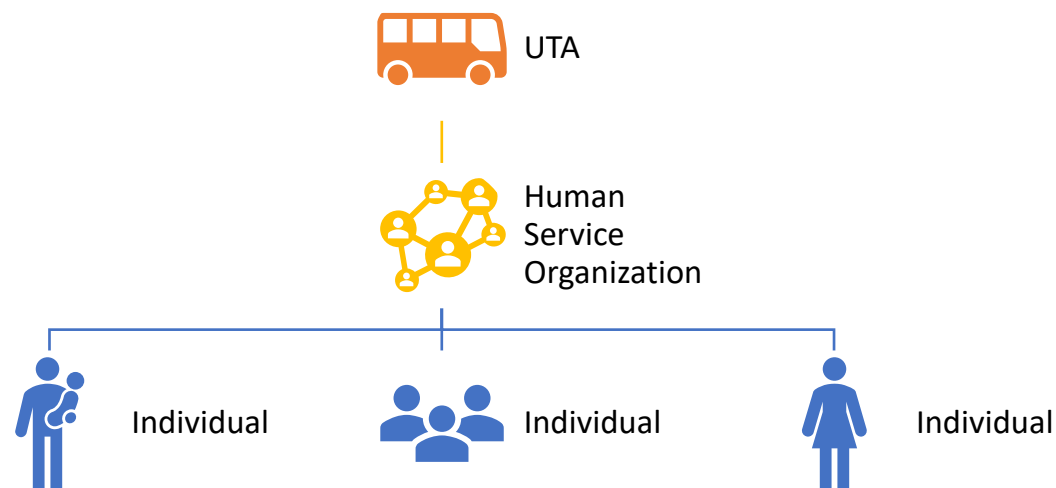 UTA
Human
Service
Organization
Individual
Individual
Individual